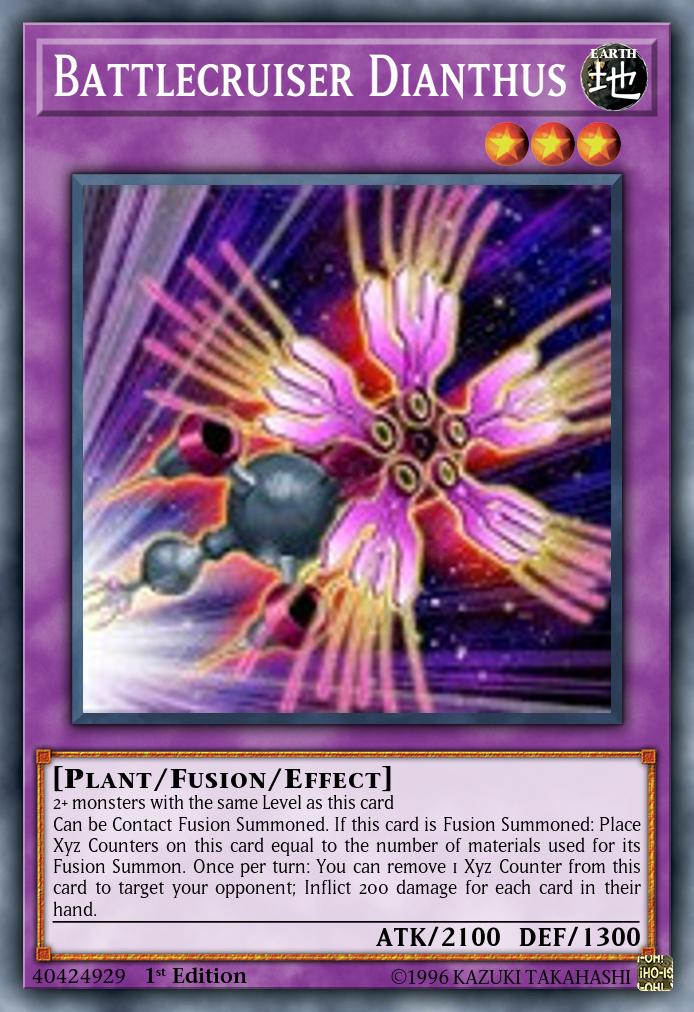 BATTLECRUISER DIANTHUS
EARTH
地
[PLANT/FUSION/EFFECT]
2+ monsters with the same Level as this card
Can be Contact Fusion Summoned. If this card is Fusion Summoned: Place
Xyz Counters on this card equal to the number of materials used for its
Fusion Summon. Once per turn: You can remove 1 Xyz Counter from this
card to target your opponent; Inflict 200 damage for each card in their
hand.
ATK/2100 DEF/1300
40424929 1st Edition ©1996 KAZUKI TAKAHASHI